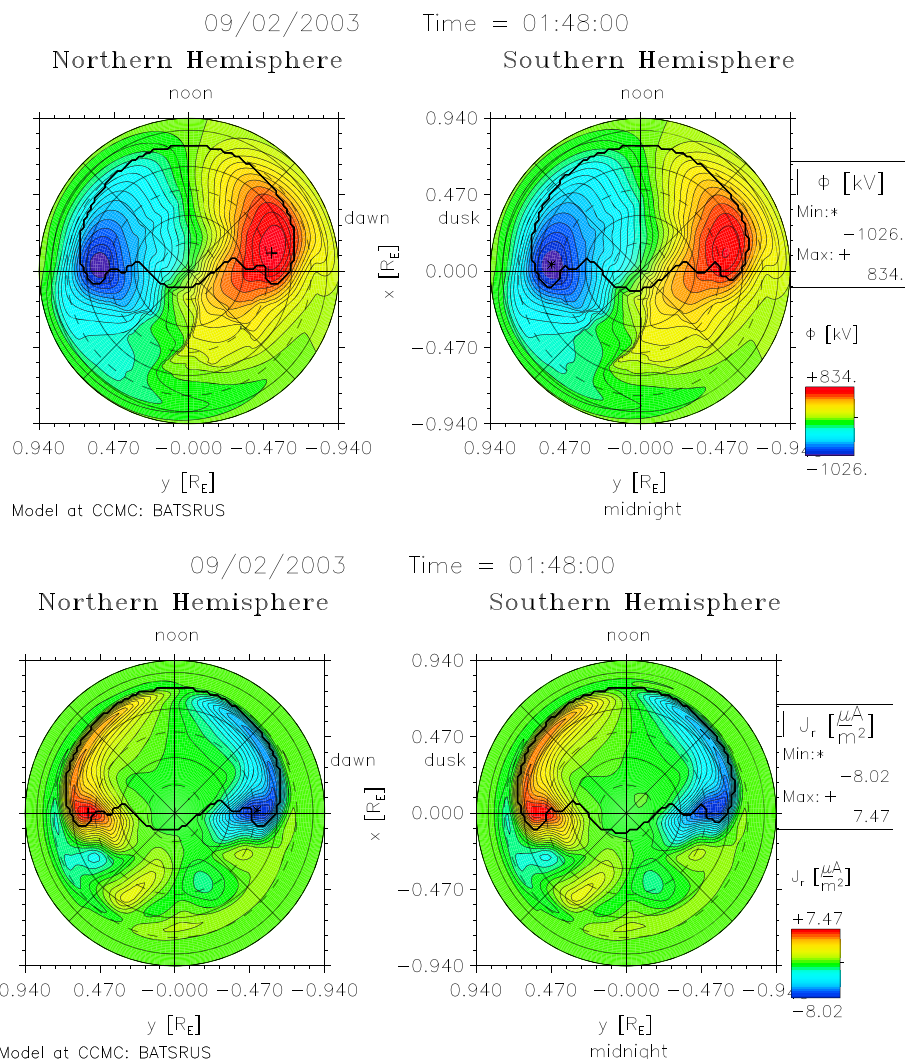 09/02/2003 Time = 01:48:00
Northern Hemisphere Southern Hemisphere
noon noon
0.940
0.470
dawn dusk
x [R_E]
0.000
−0.470
−0.940
0.940 0.470 −0.000 −0.470 −0.940 0.940 0.470 −0.000 −0.470
y [R_E] y [R_E]
Model at CCMC: BATSRUS midnight
Φ [kV]
Min:*
−1026.
Max:+
834.
Φ [kV]
+834.
−1026.
09/02/2003 Time = 01:48:00
Northern Hemisphere Southern Hemisphere
noon noon
0.940
0.470
dawn dusk
x [R_E]
0.000
−0.470
−0.940
0.940 0.470 −0.000 −0.470 −0.940 0.940 0.470 −0.000 −0.470
y [R_E] y [R_E]
Model at CCMC: BATSRUS midnight
J_r [μA/m²]
Min:*
−8.02
Max:+
7.47
J_r [μA/m²]
+7.47
−8.02